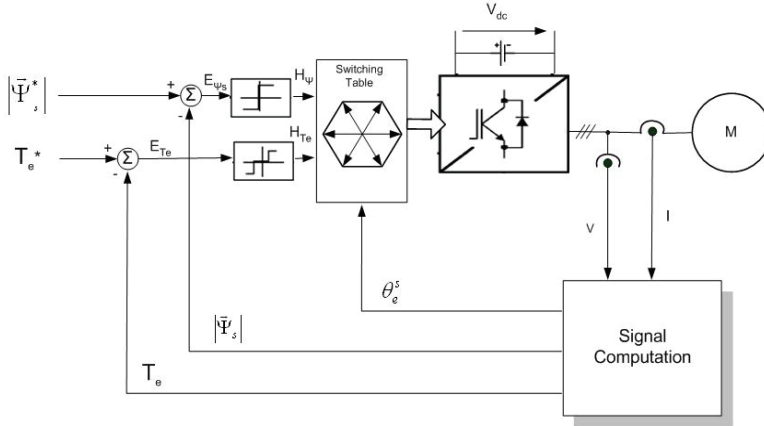 V_dc
|Ψ̄*_s|
+
Σ
-
E_Ψs
H_Ψ
Switching
Table
+ -
M
T_e*
+
Σ
-
E_Te
H_Te
V
I
θ^s_e
|Ψ̄_s|
T_e
Signal
Computation